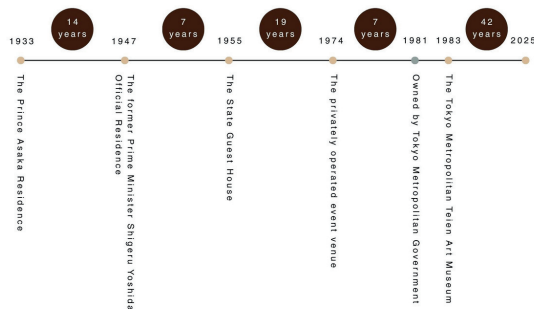 14 years
7 years
19 years
7 years
42 years
1933
1947
1955
1974
1981
1983
2025
The Prince Asaka Residence
The former Prime Minister Shigeru Yoshida
Official Residence
The State Guest House
The privately operated event venue
Owned by Tokyo Metropolitan Government
The Tokyo Metropolitan Teien Art Museum